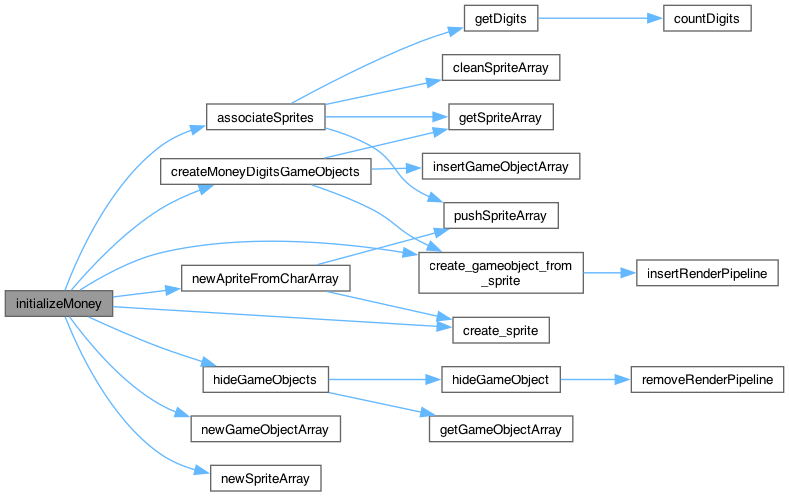 getDigits
countDigits
cleanSpriteArray
associateSprites
getSpriteArray
createMoneyDigitsGameObjects
insertGameObjectArray
pushSpriteArray
create_gameobject_from
_sprite
insertRenderPipeline
newApriteFromCharArray
initializeMoney
create_sprite
hideGameObjects
hideGameObject
removeRenderPipeline
newGameObjectArray
getGameObjectArray
newSpriteArray